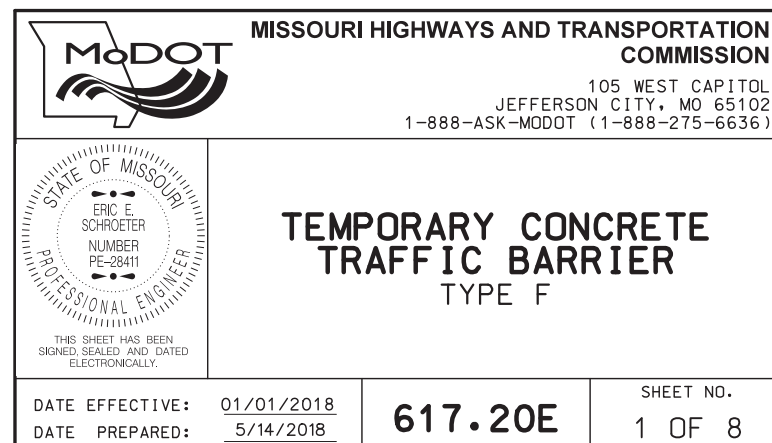 MoDOT
MISSOURI HIGHWAYS AND TRANSPORTATION
COMMISSION
105 WEST CAPITOL
JEFFERSON CITY, MO 65102
1-888-ASK-MODOT (1-888-275-6636)
STATE OF MISSOURI
ERIC E.
SCHROETER
NUMBER
PE-28411
PROFESSIONAL ENGINEER
THIS SHEET HAS BEEN
SIGNED, SEALED AND DATED
ELECTRONICALLY.
TEMPORARY CONCRETE
TRAFFIC BARRIER
TYPE F
DATE EFFECTIVE: 01/01/2018
DATE PREPARED: 5/14/2018
617.20E
SHEET NO.
1 OF 8